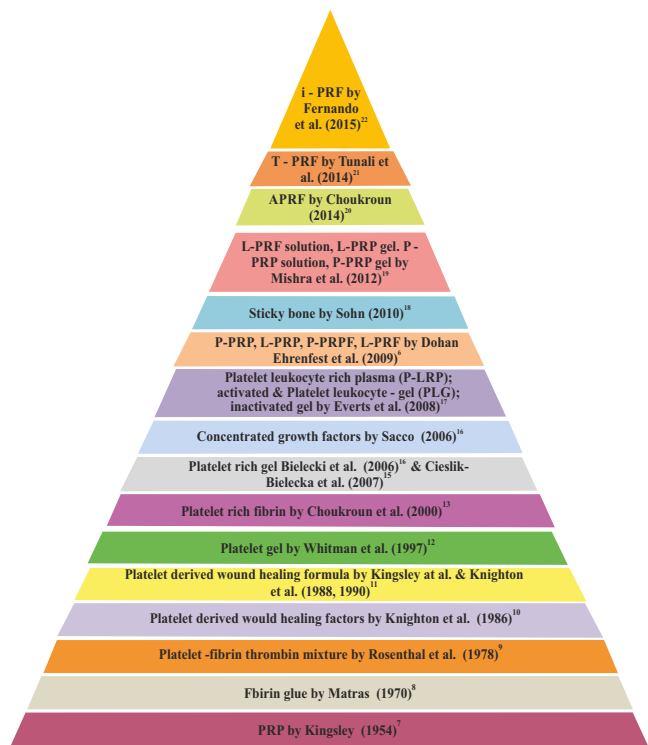 i - PRF by
Fernando
et al. (2015)22
T - PRF by Tunali et
al. (2014)21
APRF by Choukroun
(2014)20
L-PRF solution, L-PRP gel. P -
PRP solution, P-PRP gel by
Mishra et al. (2012)19
Sticky bone by Sohn (2010)18
P-PRP, L-PRP, P-PRPF, L-PRF by Dohan
Ehrenfest et al. (2009)6
Platelet leukocyte rich plasma (P-LRP);
activated & Platelet leukocyte - gel (PLG);
inactivated gel by Everts et al. (2008)17
Concentrated growth factors by Sacco (2006)16
Platelet rich gel Bielecki et al. (2006)16 & Cieslik-
Bielecka et al. (2007)15
Platelet rich fibrin by Choukroun et al. (2000)13
Platelet gel by Whitman et al. (1997)12
Platelet derived wound healing formula by Kingsley at al. & Knighton
et al. (1988, 1990)11
Platelet derived would healing factors by Knighton et al. (1986)10
Platelet -fibrin thrombin mixture by Rosenthal et al. (1978)9
Fbirin glue by Matras (1970)8
PRP by Kingsley (1954)7